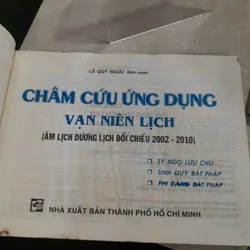 LÊ QUÝ NGƯU Biên soạn
CHÂM CỨU ỨNG DỤNG
VẠN NIÊN LỊCH
(ÂM LỊCH DƯƠNG LỊCH ĐỐI CHIẾU 2002 - 2010)
TÝ NGỌ LƯU CHÚ
LINH QUY BÁT PHÁP
PHI ĐẰNG BÁT PHÁP
NHÀ XUẤT BẢN THÀNH PHỐ HỒ CHÍ MINH